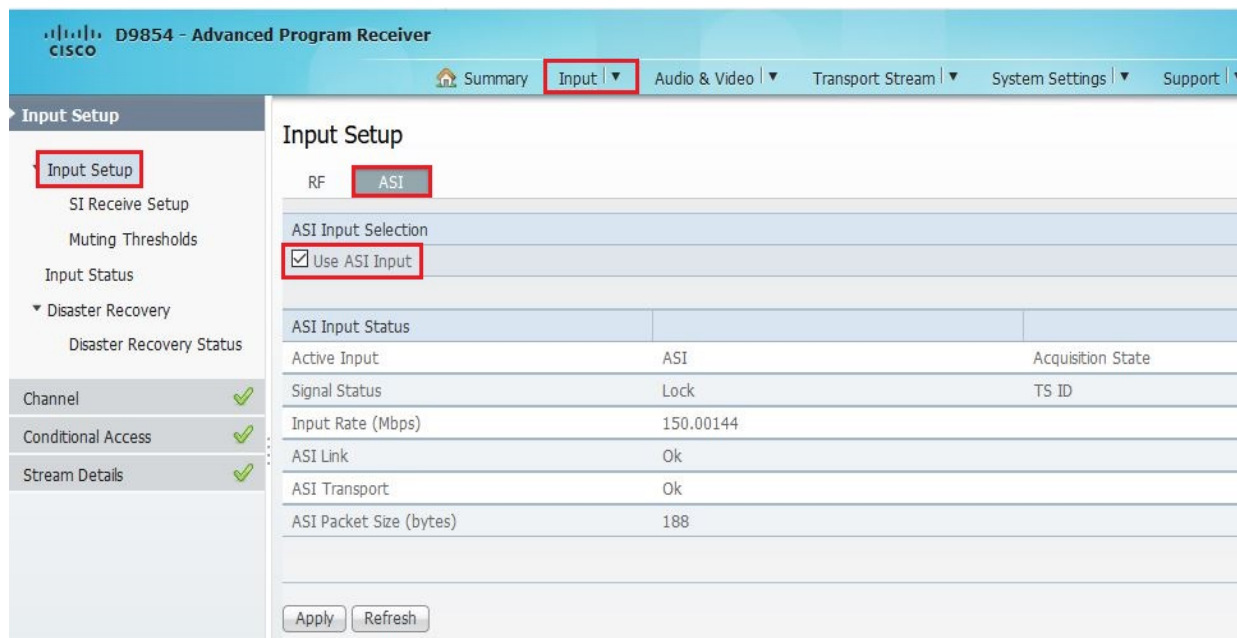 CISCO D9854 - Advanced Program Receiver
Summary Input Audio & Video Transport Stream System Settings Support
Input Setup
Input Setup
SI Receive Setup
Muting Thresholds
Input Status
Disaster Recovery
Disaster Recovery Status
Channel
Conditional Access
Stream Details
Input Setup
RF ASI
ASI Input Selection
Use ASI Input
ASI Input Status
Active Input ASI Acquisition State
Signal Status Lock TS ID
Input Rate (Mbps) 150.00144
ASI Link Ok
ASI Transport Ok
ASI Packet Size (bytes) 188
Apply Refresh